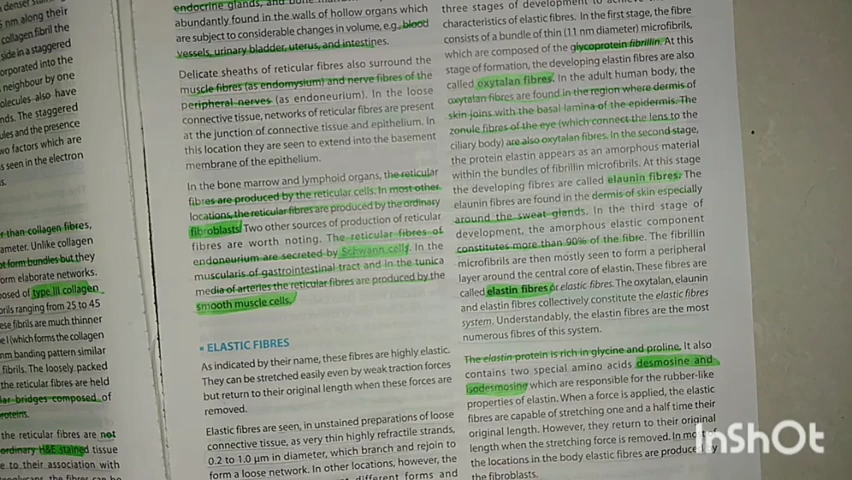 denser
5 nm along their
collagen fibril the
side in a staggered
orporated into the
neighbour by one
olecules also have
nds. The staggered
ules and the presence
wo factors which are
s seen in the electron
r than collagen fibres,
ameter. Unlike collagen
ot form bundles but they
orm elaborate networks.
posed of type III collagen
brils ranging from 25 to 45
ese fibrils are much thinner
e I (which forms the collagen
nm banding pattern similar
fibrils. The loosely packed
the reticular fibres are held
lar bridges composed of
roteins.
the reticular fibres are not
ordinary H&E stained tissue
e to their association with
endocrine glands, and
abundantly found in the walls of hollow organs which
are subject to considerable changes in volume, e.g., blood
vessels, urinary bladder, uterus, and intestines.
Delicate sheaths of reticular fibres also surround the
muscle fibres (as endomysium) and nerve fibres of the
peripheral nerves (as endoneurium). In the loose
connective tissue, networks of reticular fibres are present
at the junction of connective tissue and epithelium. In
this location they are seen to extend into the basement
membrane of the epithelium.
In the bone marrow and lymphoid organs, the reticular
fibres are produced by the reticular cells. In most other
locations, the reticular fibres are produced by the ordinary
fibroblasts. Two other sources of production of reticular
fibres are worth noting. The reticular fibres of
endoneurium are secreted by Schwann cells. In the
muscularis of gastrointestinal tract and in the tunica
media of arteries the reticular fibres are produced by the
smooth muscle cells.
• ELASTIC FIBRES
As indicated by their name, these fibres are highly elastic.
They can be stretched easily even by weak traction forces
but return to their original length when these forces are
removed.
Elastic fibres are seen, in unstained preparations of loose
connective tissue, as very thin highly refractile strands,
0.2 to 1.0 µm in diameter, which branch and rejoin to
form a loose network. In other locations, however, the
different forms and
three stages of development to
characteristics of elastic fibres. In the first stage, the fibre
consists of a bundle of thin (11 nm diameter) microfibrils,
which are composed of the glycoprotein fibrillin. At this
stage of formation, the developing elastin fibres are also
called oxytalan fibres. In the adult human body, the
oxytalan fibres are found in the region where dermis of
skin joins with the basal lamina of the epidermis. The
zonule fibres of the eye (which connect the lens to the
ciliary body) are also oxytalan fibres. In the second stage,
the protein elastin appears as an amorphous material
within the bundles of fibrillin microfibrils. At this stage
the developing fibres are called elaunin fibres. The
elaunin fibres are found in the dermis of skin especially
around the sweat glands. In the third stage of
development, the amorphous elastic component
constitutes more than 90% of the fibre. The fibrillin
microfibrils are then mostly seen to form a peripheral
layer around the central core of elastin. These fibres are
called elastin fibres or elastic fibres. The oxytalan, elaunin
and elastin fibres collectively constitute the elastic fibres
system. Understandably, the elastin fibres are the most
numerous fibres of this system.
The elastin protein is rich in glycine and proline. It also
contains two special amino acids desmosine and
isodesmosine which are responsible for the rubber-like
properties of elastin. When a force is applied, the elastic
fibres are capable of stretching one and a half time their
original length. However, they return to their original
length when the stretching force is removed. In most of
the locations in the body elastic fibres are produced by
the fibroblasts.
InShOt